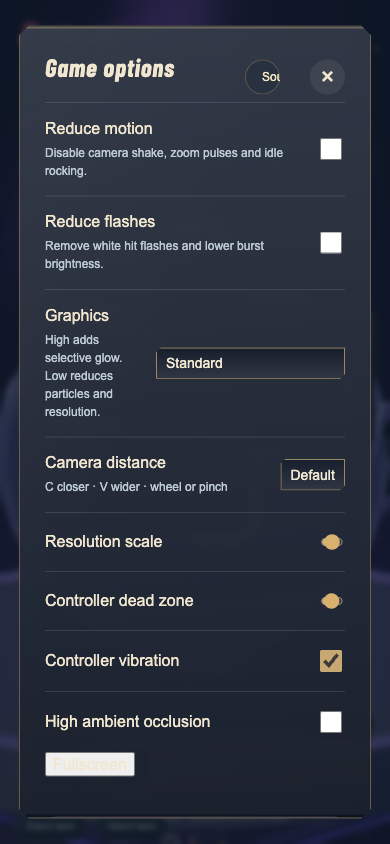 Game options
Sou
×
Reduce motion
Disable camera shake, zoom pulses and idle
rocking.
Reduce flashes
Remove white hit flashes and lower burst
brightness.
Graphics
High adds
selective glow.
Low reduces
particles and
resolution.
Standard
Camera distance
C closer · V wider · wheel or pinch
Default
Resolution scale
Controller dead zone
Controller vibration
High ambient occlusion
Fullscreen